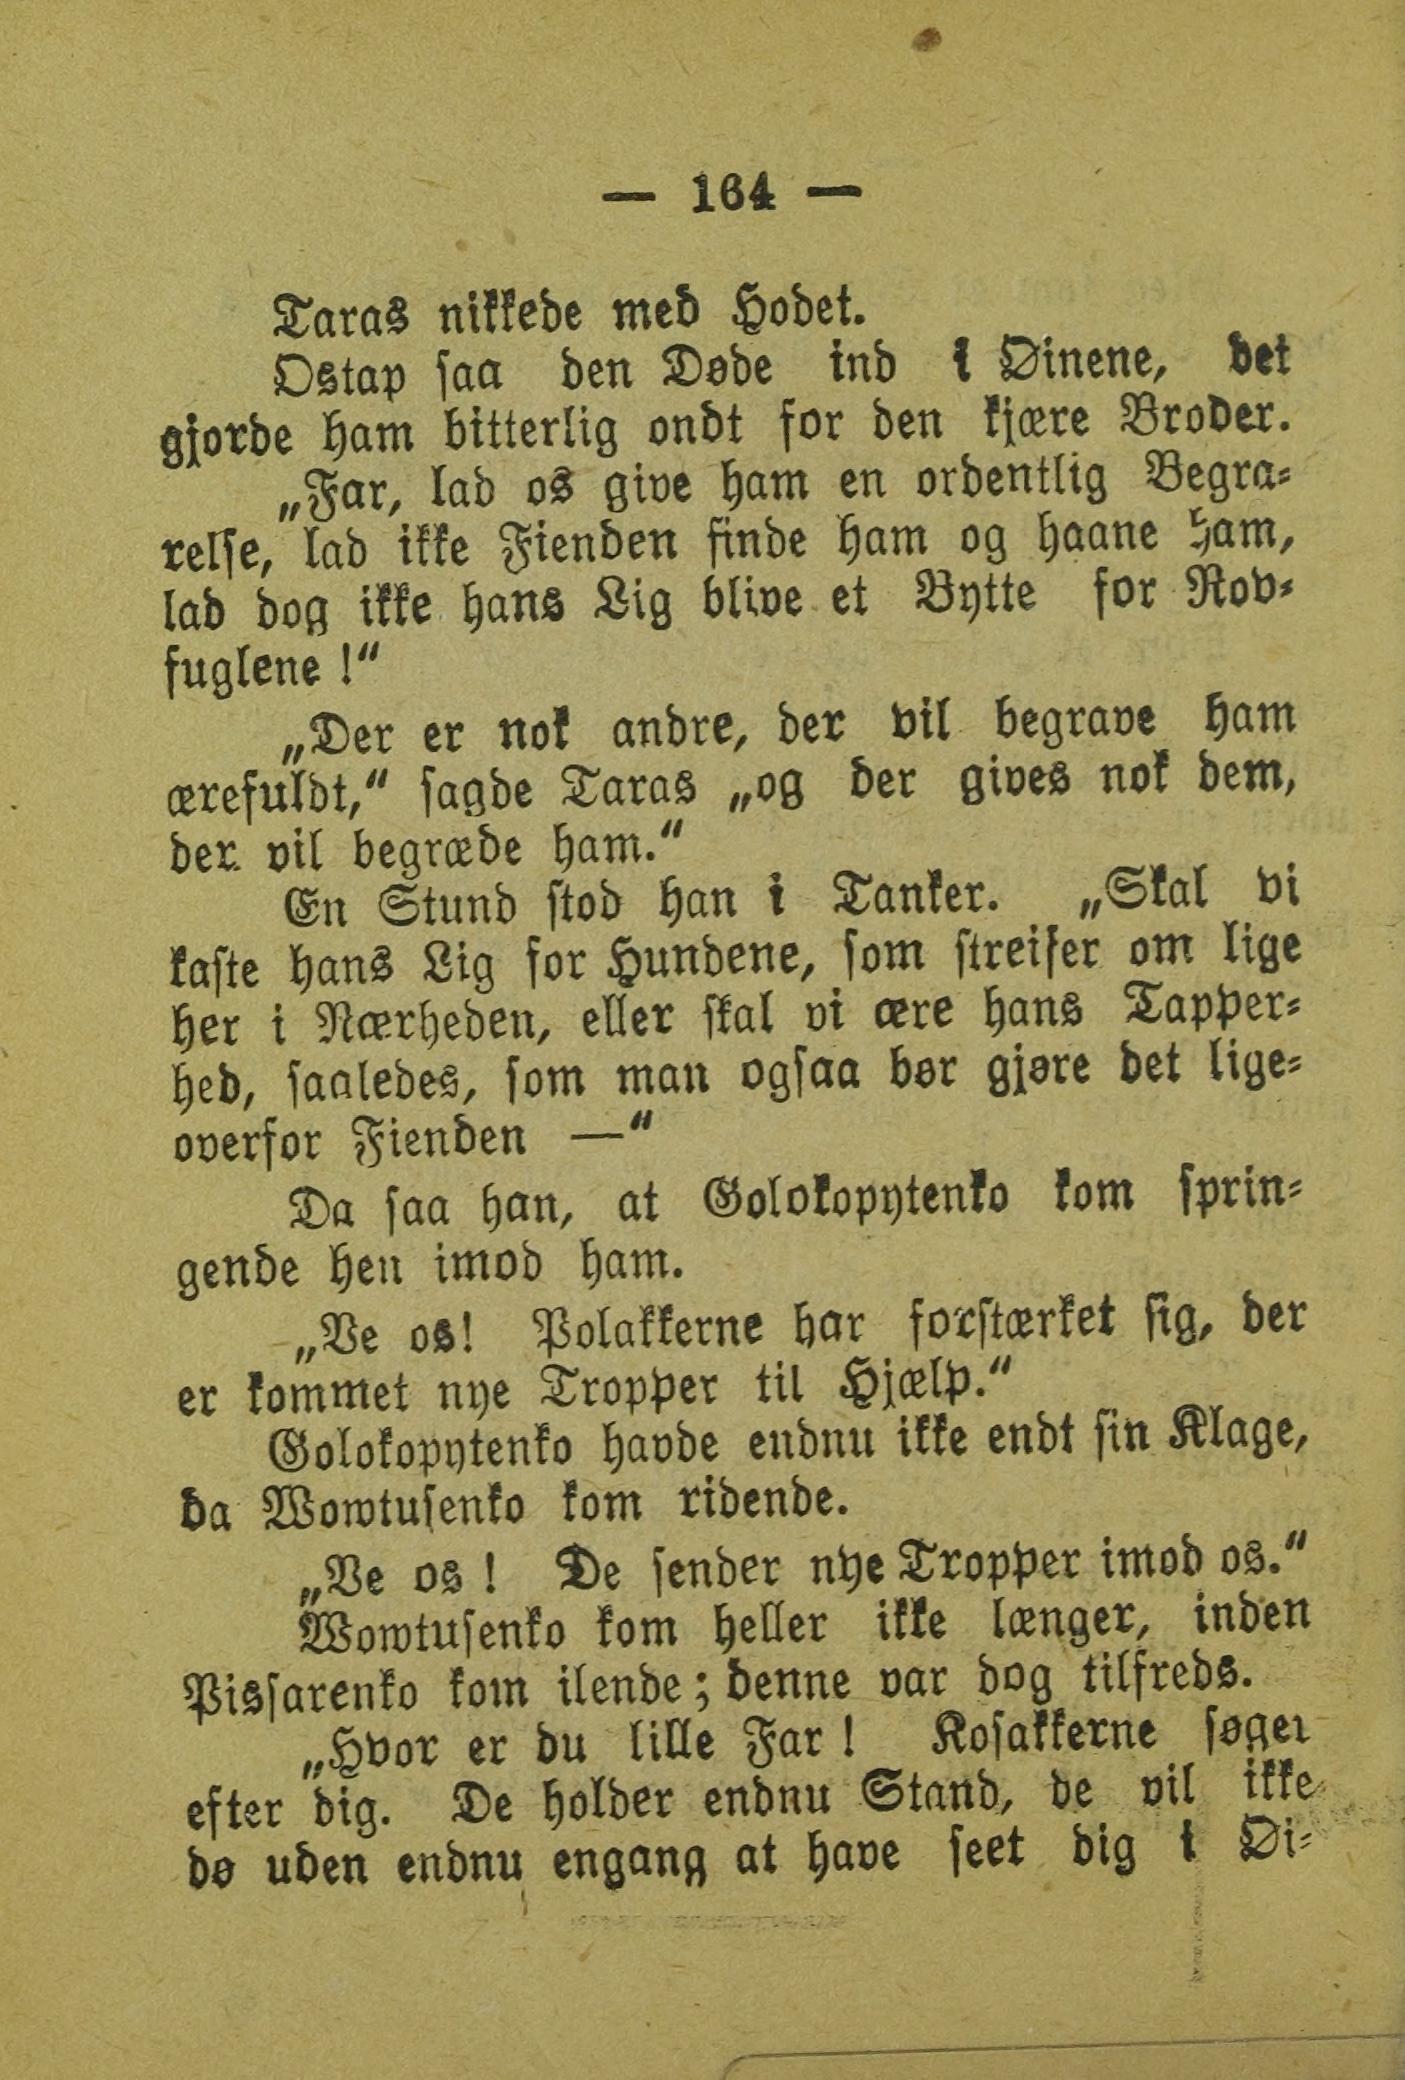 — 164 —
Taras nikkede med Hodet.
Ostap saa den Døde ind i Øinene, det
gjorde ham bitterlig ondt for den kjære Broder.
„Far, lad os give ham en ordentlig Begra-
relse, lad ikke Fienden finde ham og haane ham,
lad dog ikke hans Lig blive et Bytte for Rov-
fuglene!“
„Der er nok andre, der vil begrave ham
ærefuldt,“ sagde Taras „og der gives nok dem,
der vil begræde ham.“
En Stund stod han i Tanker. „Skal vi
kaste hans Lig for Hundene, som streifer om lige
her i Nærheden, eller skal vi ære hans Tapper-
hed, saaledes, som man ogsaa bør gjøre det lige-
overfor Fienden —“
Da saa han, at Golokopytenko kom sprin-
gende hen imod ham.
„Ve os! Polakkerne har forstærket sig, der
er kommet nye Tropper til Hjælp.“
Golokopytenko havde endnu ikke endt sin Klage,
da Wowtusenko kom ridende.
„Ve os! De sender nye Tropper imod os.“
Wowtusenko kom heller ikke længer, inden
Pissarenko kom ilende; denne var dog tilfreds.
„Hvor er du lille Far! Kosakkerne søger
efter dig. De holder endnu Stand, de vil ikke
dø uden endnu engang at have seet dig i Øi-